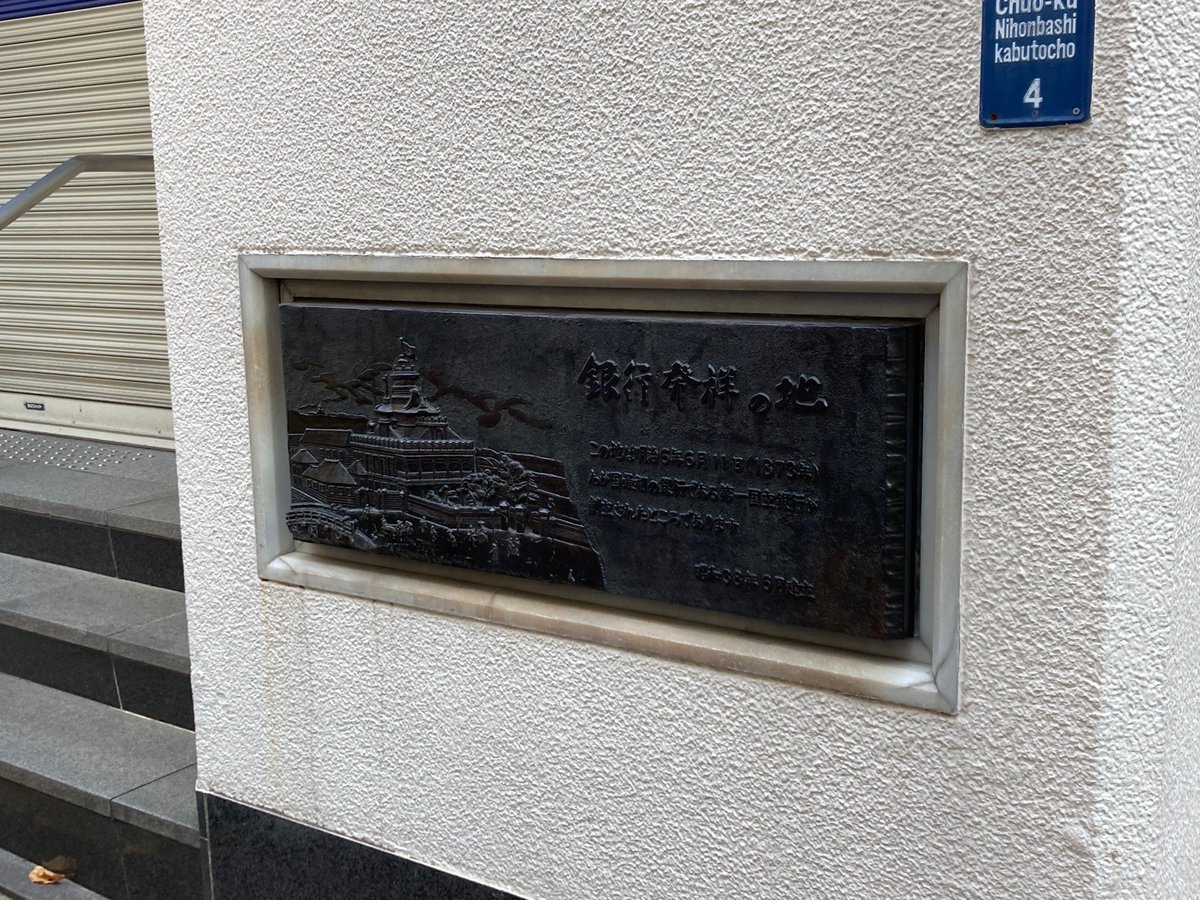 Chuo-ku
Nihonbashi
kabutocho
4
銀行発祥の地
この地は明治6年6月11日(1873年)
わが国最初の銀行である第一国立銀行が
創立されたところであります
昭和38年6月建立